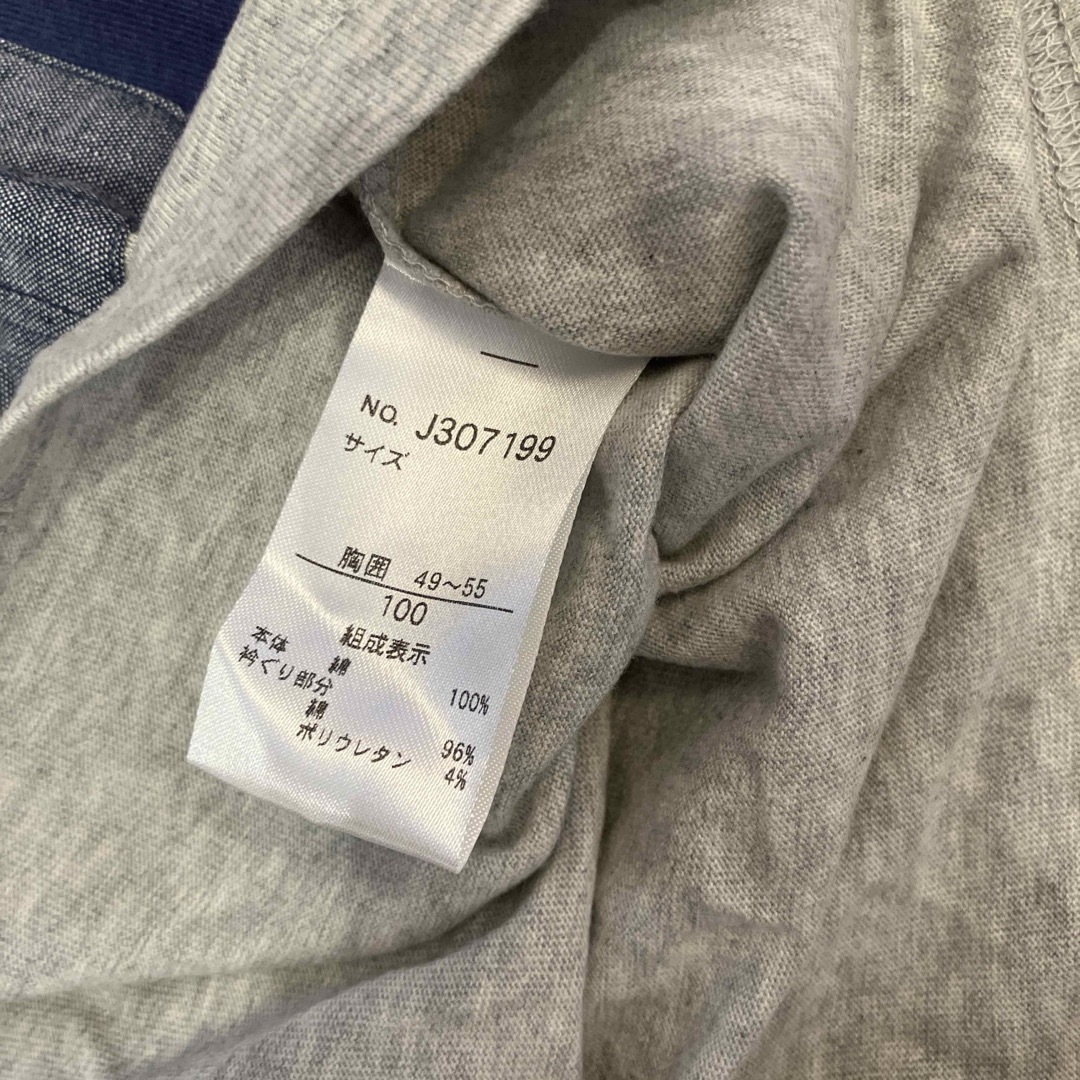 NO. J307199
サイズ
胸囲 49～55
100
組成表示
本体 綿 100%
衿ぐり部分
綿 96%
ポリウレタン 4%